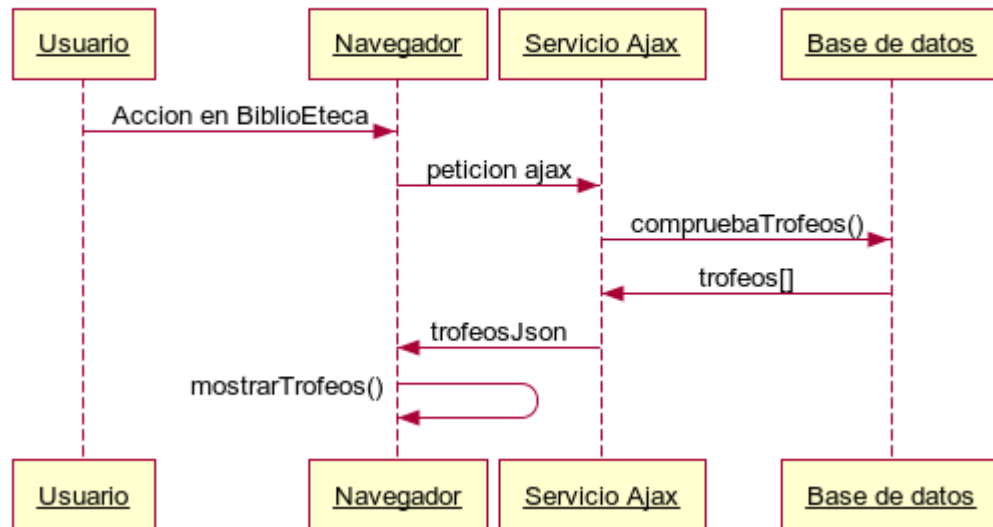 Usuario
Navegador
Servicio Ajax
Base de datos
Accion en BiblioEteca
peticion ajax
compruebaTrofeos()
trofeos[]
trofeosJson
mostrarTrofeos()
Usuario
Navegador
Servicio Ajax
Base de datos